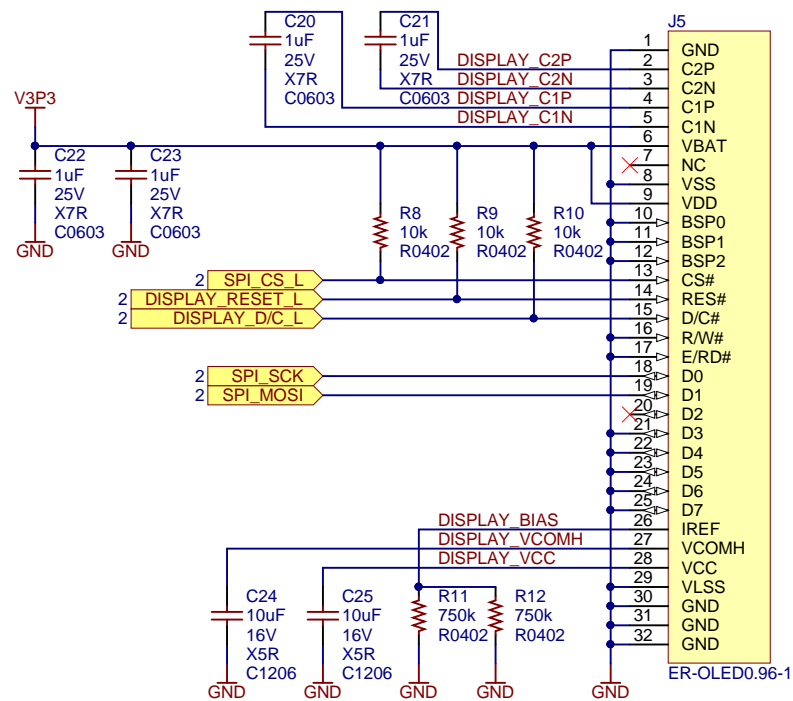 C20
1uF
25V
X7R
C0603
C21
1uF
25V
X7R
C0603
DISPLAY_C2P
DISPLAY_C2N
DISPLAY_C1P
DISPLAY_C1N
J5
1 GND
2 C2P
3 C2N
4 C1P
5 C1N
6 VBAT
7 NC
8 VSS
9 VDD
10 BSP0
11 BSP1
12 BSP2
13 CS#
14 RES#
15 D/C#
16 R/W#
17 E/RD#
18 D0
19 D1
20 D2
21 D3
22 D4
23 D5
24 D6
25 D7
26 IREF
27 VCOMH
28 VCC
29 VLSS
30 GND
31 GND
32 GND
ER-OLED0.96-1
V3P3
C22
1uF
25V
X7R
C0603
GND
C23
1uF
25V
X7R
C0603
GND
R8
10k
R0402
R9
10k
R0402
R10
10k
R0402
2 SPI_CS_L
2 DISPLAY_RESET_L
2 DISPLAY_D/C_L
2 SPI_SCK
2 SPI_MOSI
DISPLAY_BIAS
DISPLAY_VCOMH
DISPLAY_VCC
C24
10uF
16V
X5R
C1206
GND
C25
10uF
16V
X5R
C1206
GND
R11
750k
R0402
GND
R12
750k
R0402
GND
GND